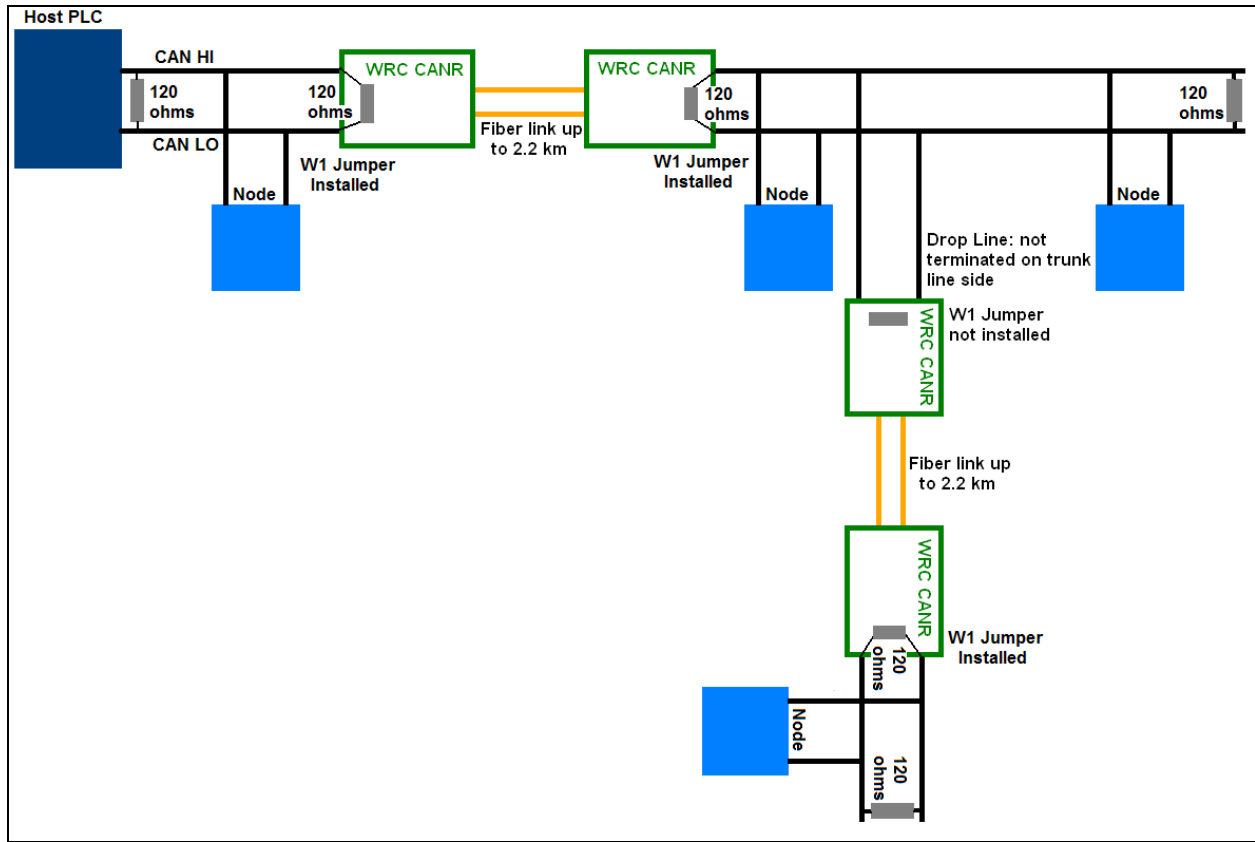 Host PLC
CAN HI
120
ohms
CAN LO
Node
120
ohms
WRC CANR
W1 Jumper
Installed
Fiber link up
to 2.2 km
WRC CANR
120
ohms
W1 Jumper
Installed
Node
120
ohms
Node
Drop Line: not
terminated on trunk
line side
W1 Jumper
not installed
WRC CANR
Fiber link up
to 2.2 km
WRC CANR
W1 Jumper
Installed
120
ohms
Node
120
ohms